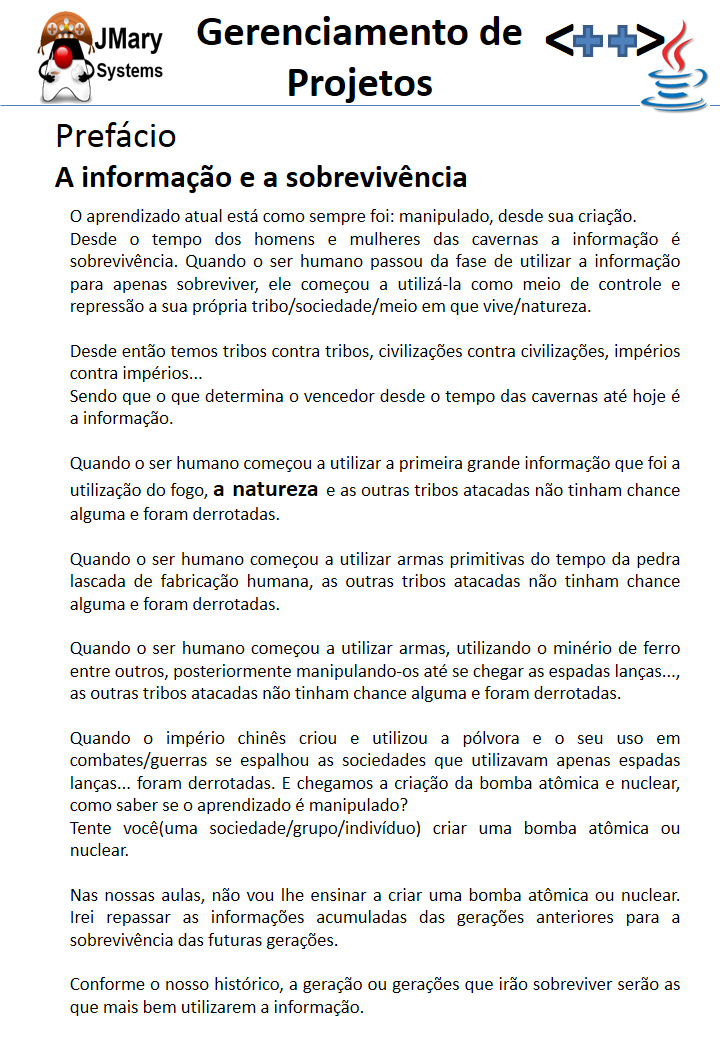 JMary
Systems
Gerenciamento de
Projetos
<++>
Prefácio
A informação e a sobrevivência
O aprendizado atual está como sempre foi: manipulado, desde sua criação.
Desde o tempo dos homens e mulheres das cavernas a informação é
sobrevivência. Quando o ser humano passou da fase de utilizar a informação
para apenas sobreviver, ele começou a utilizá-la como meio de controle e
repressão a sua própria tribo/sociedade/meio em que vive/natureza.
Desde então temos tribos contra tribos, civilizações contra civilizações, impérios
contra impérios...
Sendo que o que determina o vencedor desde o tempo das cavernas até hoje é
a informação.
Quando o ser humano começou a utilizar a primeira grande informação que foi a
utilização do fogo, a natureza e as outras tribos atacadas não tinham chance
alguma e foram derrotadas.
Quando o ser humano começou a utilizar armas primitivas do tempo da pedra
lascada de fabricação humana, as outras tribos atacadas não tinham chance
alguma e foram derrotadas.
Quando o ser humano começou a utilizar armas, utilizando o minério de ferro
entre outros, posteriormente manipulando-os até se chegar as espadas lanças...,
as outras tribos atacadas não tinham chance alguma e foram derrotadas.
Quando o império chinês criou e utilizou a pólvora e o seu uso em
combates/guerras se espalhou as sociedades que utilizavam apenas espadas
lanças... foram derrotadas. E chegamos a criação da bomba atômica e nuclear,
como saber se o aprendizado é manipulado?
Tente você(uma sociedade/grupo/indivíduo) criar uma bomba atômica ou
nuclear.
Nas nossas aulas, não vou lhe ensinar a criar uma bomba atômica ou nuclear.
Irei repassar as informações acumuladas das gerações anteriores para a
sobrevivência das futuras gerações.
Conforme o nosso histórico, a geração ou gerações que irão sobreviver serão as
que mais bem utilizarem a informação.